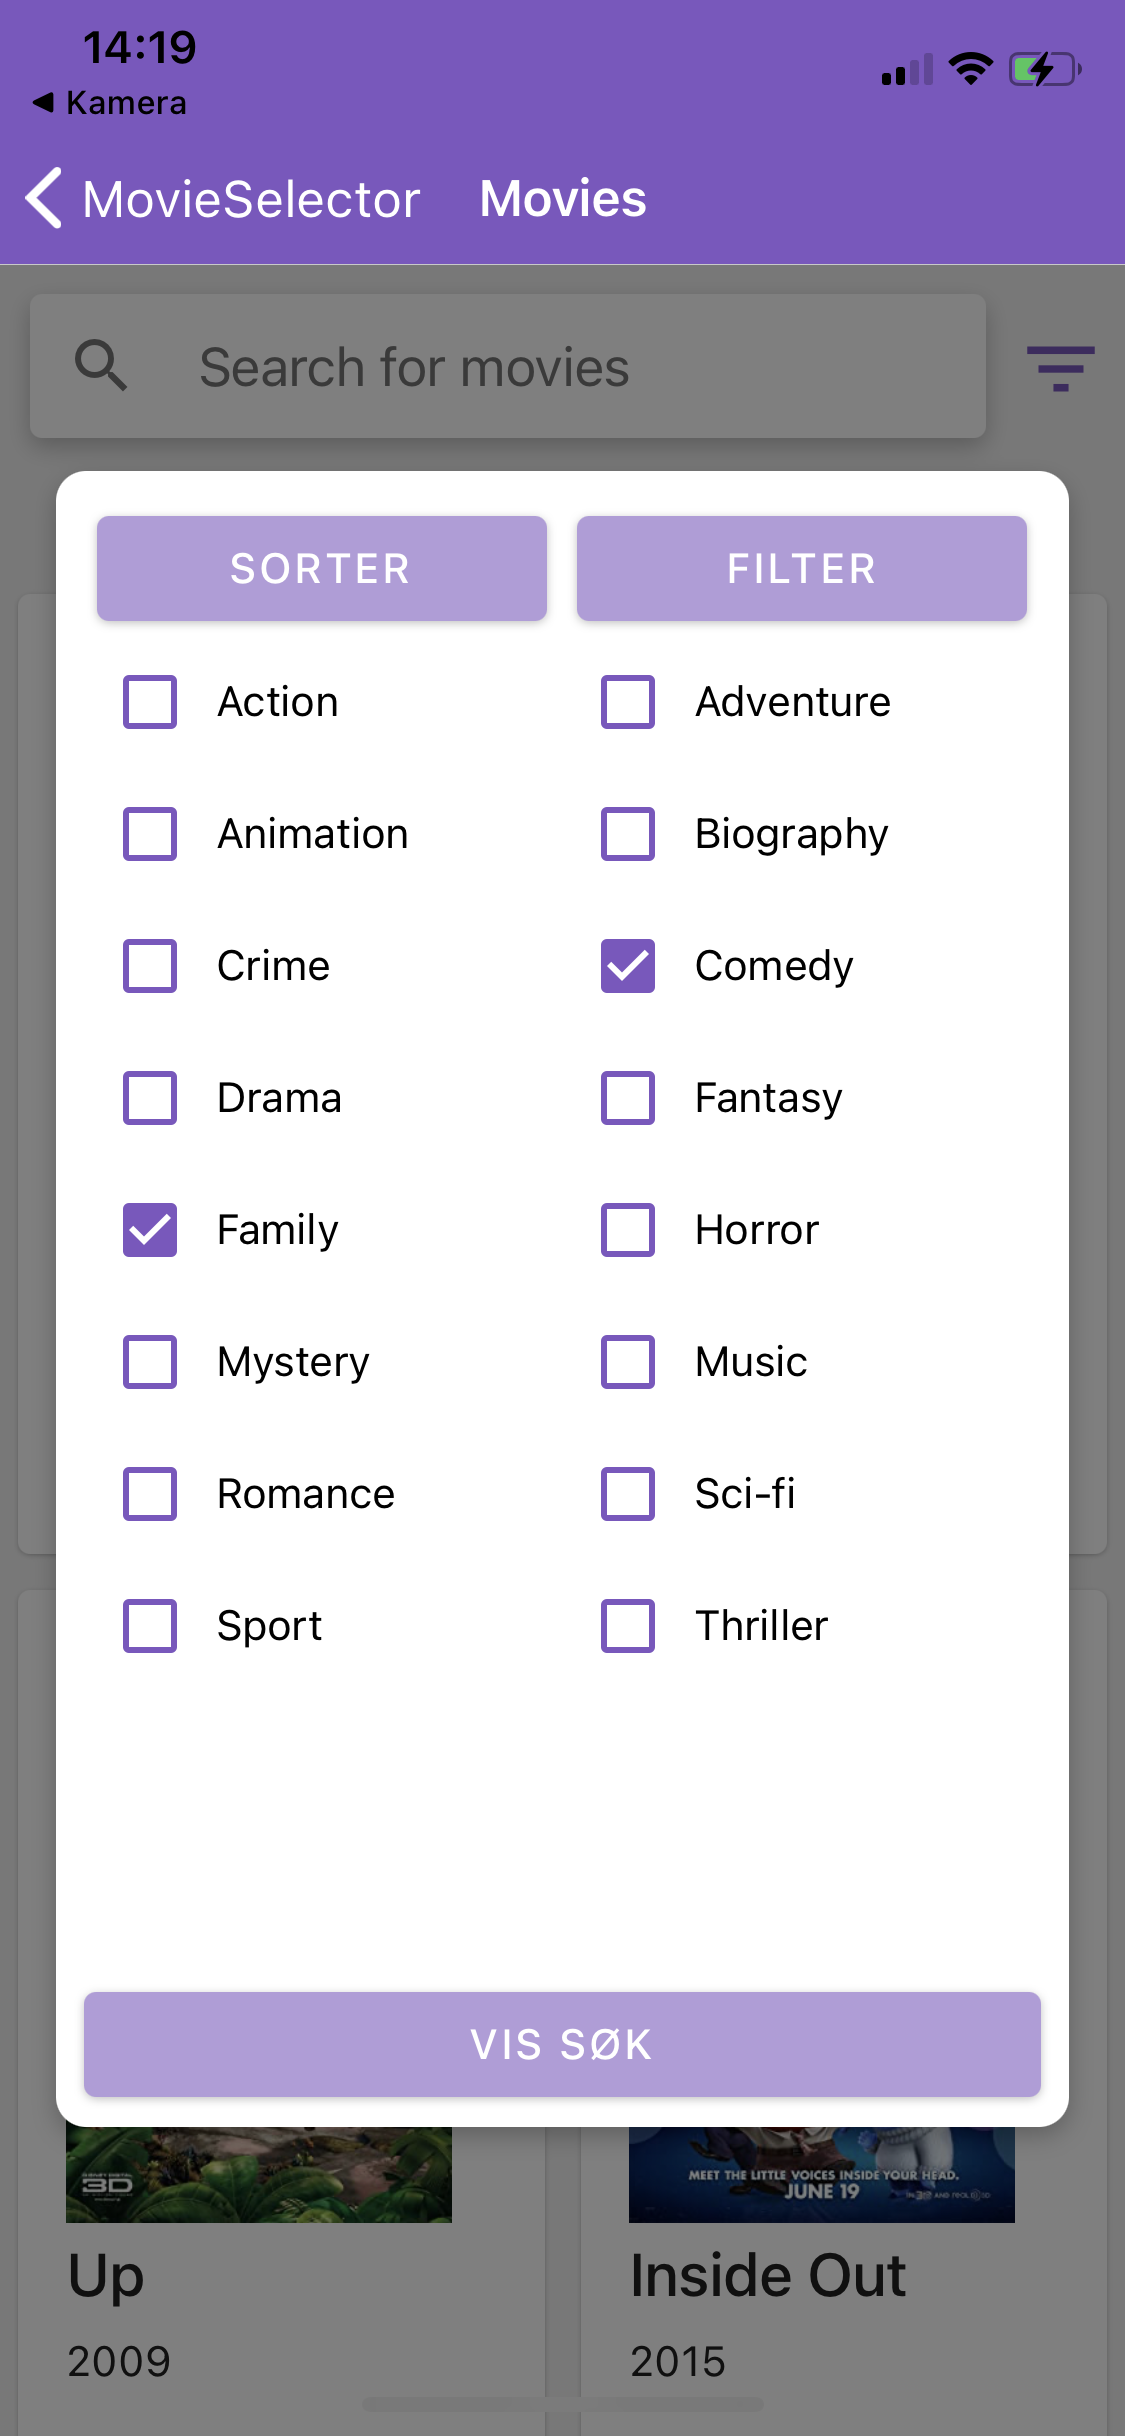 14:19
◀ Kamera
MovieSelector Movies
Search for movies
SORTER FILTER
Action Adventure
Animation Biography
Crime Comedy
Drama Fantasy
Family Horror
Mystery Music
Romance Sci-fi
Sport Thriller
VIS SØK
3D
MEET THE LITTLE VOICES INSIDE YOUR HEAD.
JUNE 19
Up Inside Out
2009 2015